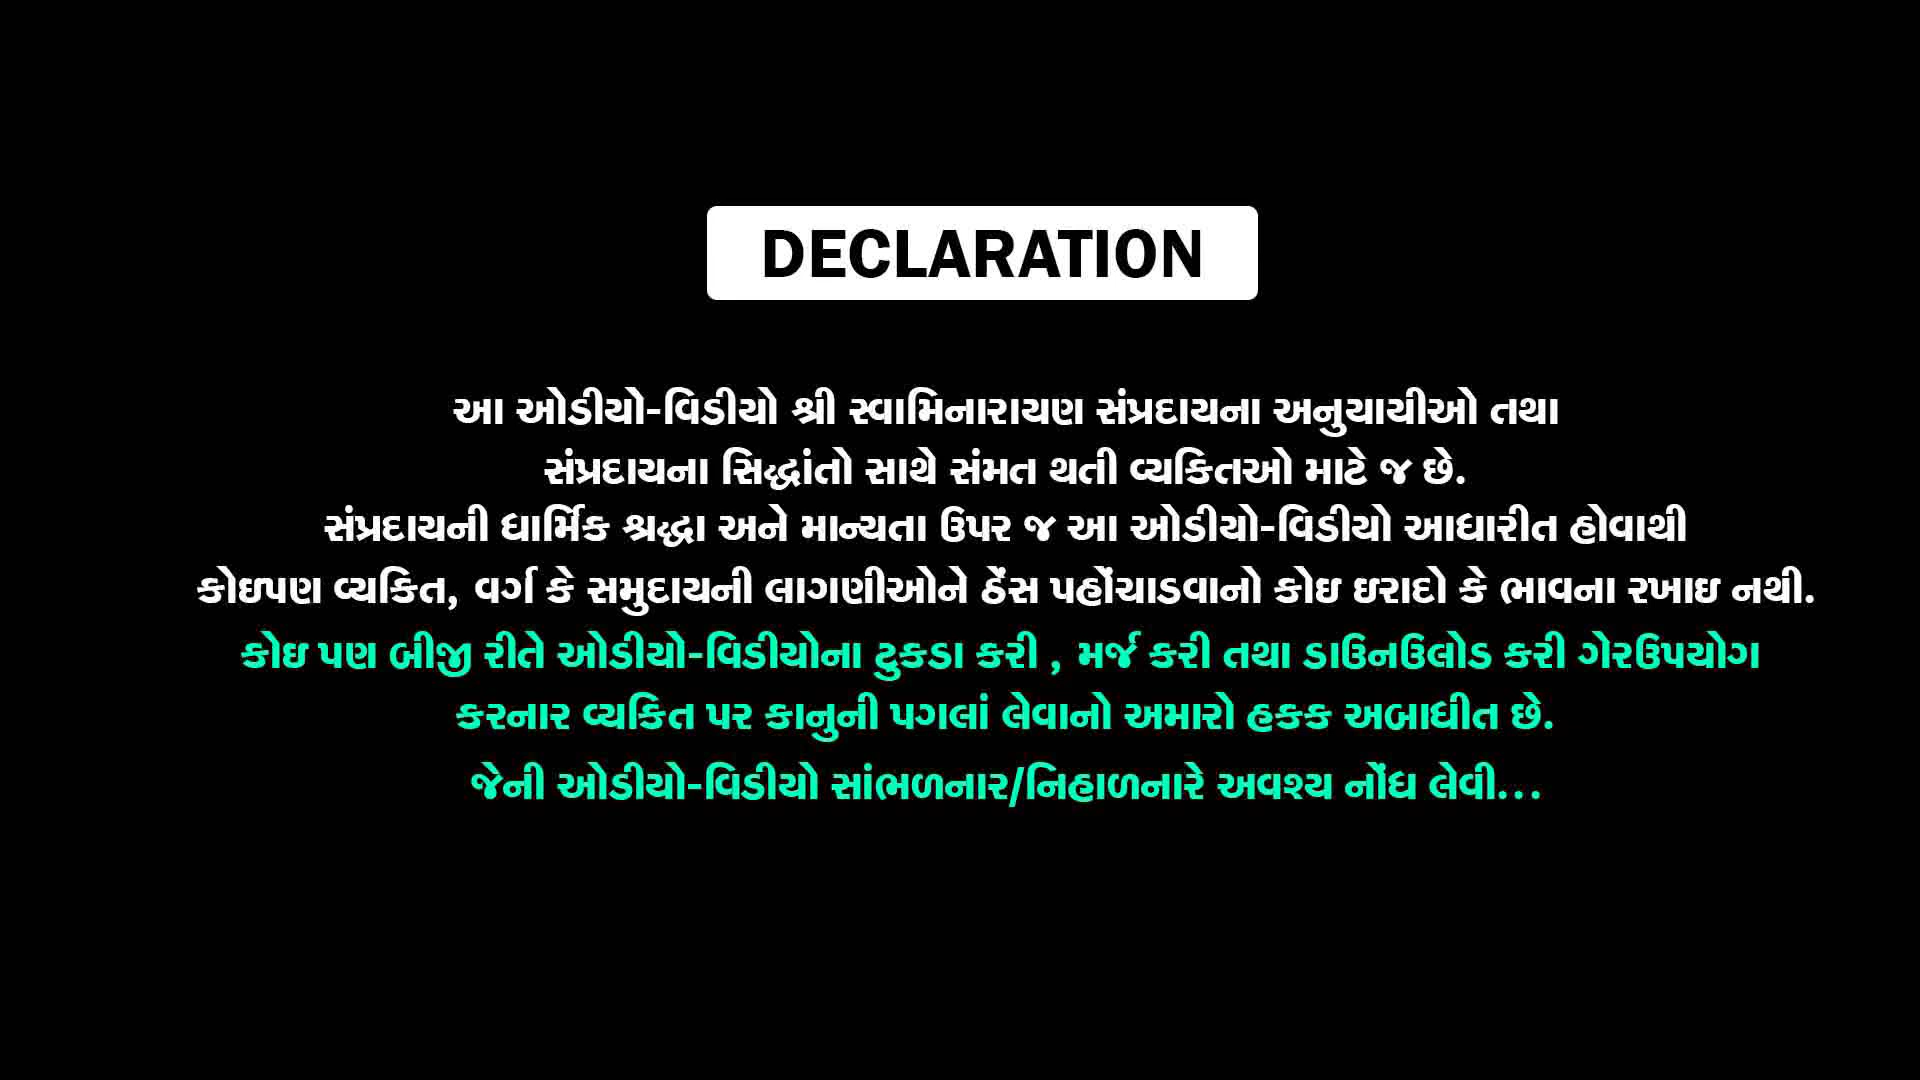 DECLARATION
આ ઓડીયો-વિડીયો શ્રી સ્વામિનારાયણ સંપ્રદાયના અનુયાયીઓ તથા
સંપ્રદાયના સિદ્ધાંતો સાથે સંમત થતી વ્યકિતઓ માટે જ છે.
સંપ્રદાયની ધાર્મિક શ્રદ્ધા અને માન્યતા ઉપર જ આ ઓડીયો-વિડીયો આધારીત હોવાથી
કોઇપણ વ્યકિત, વર્ગ કે સમુદાયની લાગણીઓને ઠેંસ પહોંચાડવાનો કોઇ ઇરાદો કે ભાવના રખાઇ નથી.
કોઇ પણ બીજી રીતે ઓડીયો-વિડીયોના ટુકડા કરી , મર્જ કરી તથા ડાઉનઉલોડ કરી ગેરઉપયોગ
કરનાર વ્યકિત પર કાનુની પગલાં લેવાનો અમારો હકક અબાધીત છે.
જેની ઓડીયો-વિડીયો સાંભળનાર/નિહાળનારે અવશ્ય નોંધ લેવી...